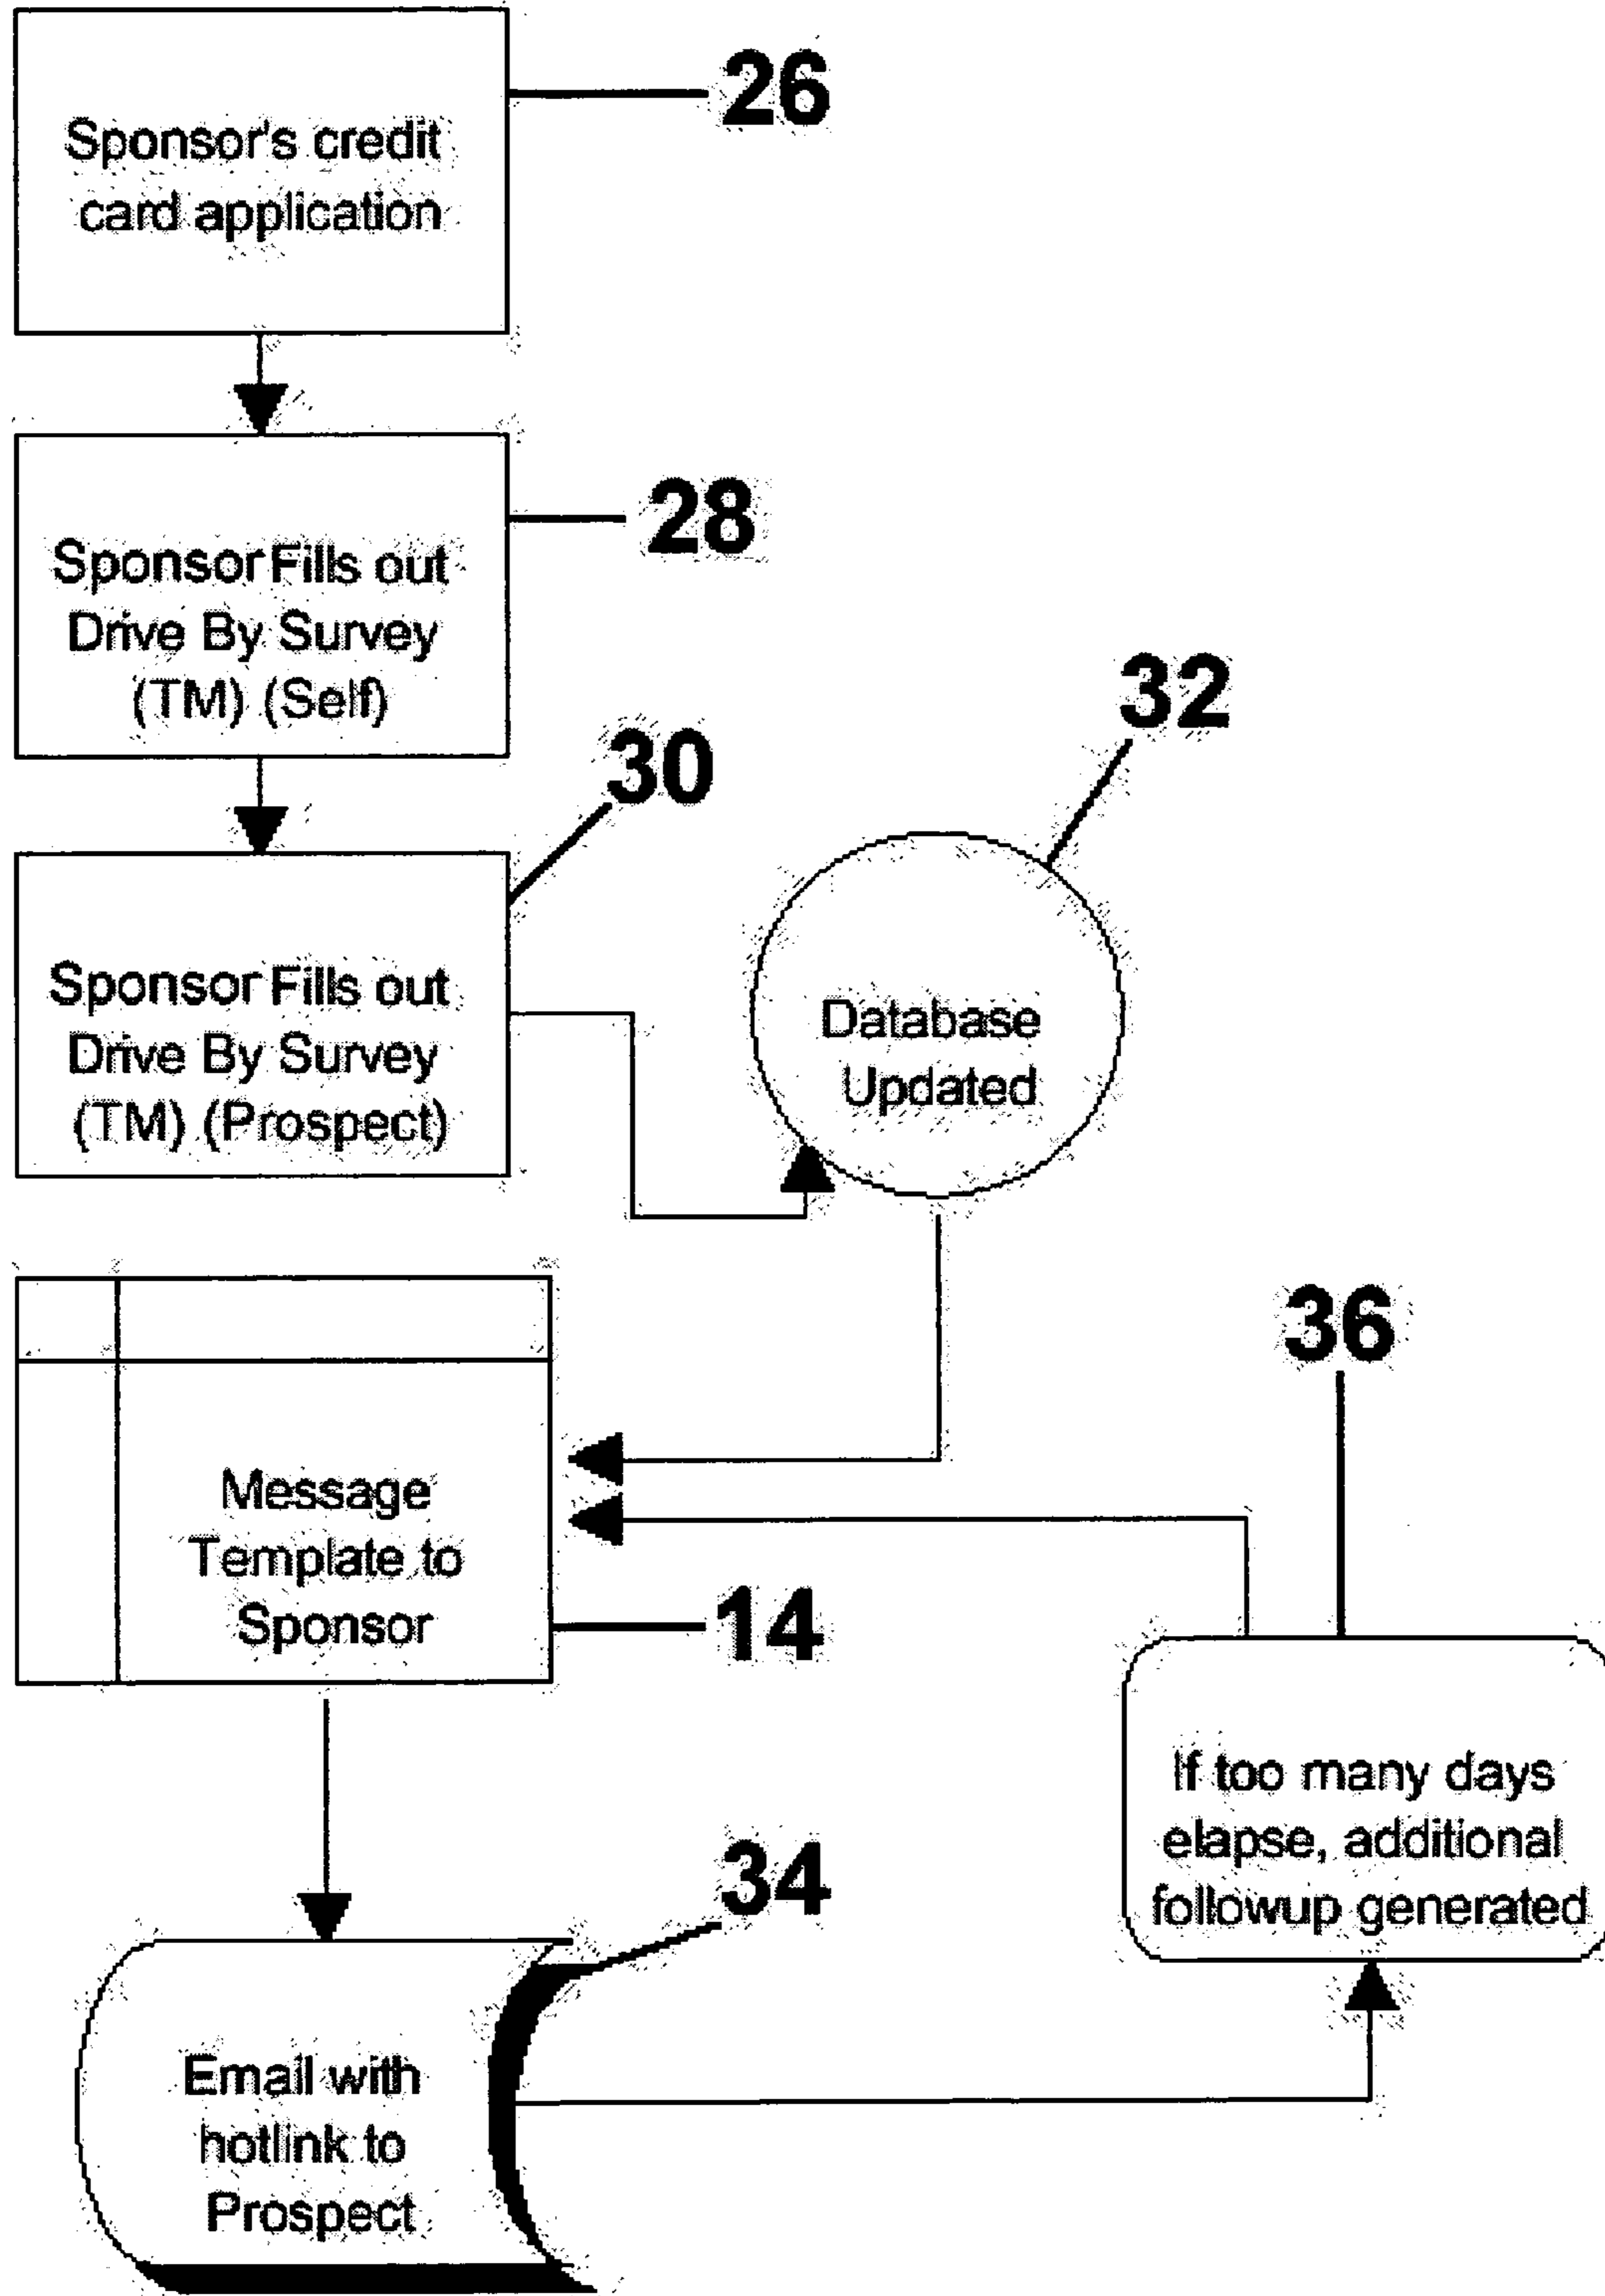 26
Sponsor's credit
card application
28
Sponsor Fills out
Drive By Survey
(TM) (Self)
32
30
Sponsor Fills out
Drive By Survey
(TM) (Prospect)
Database
Updated
36
Message
Template to
Sponsor
14
If too many days
elapse, additional
followup generated
34
Email with
hotlink to
Prospect